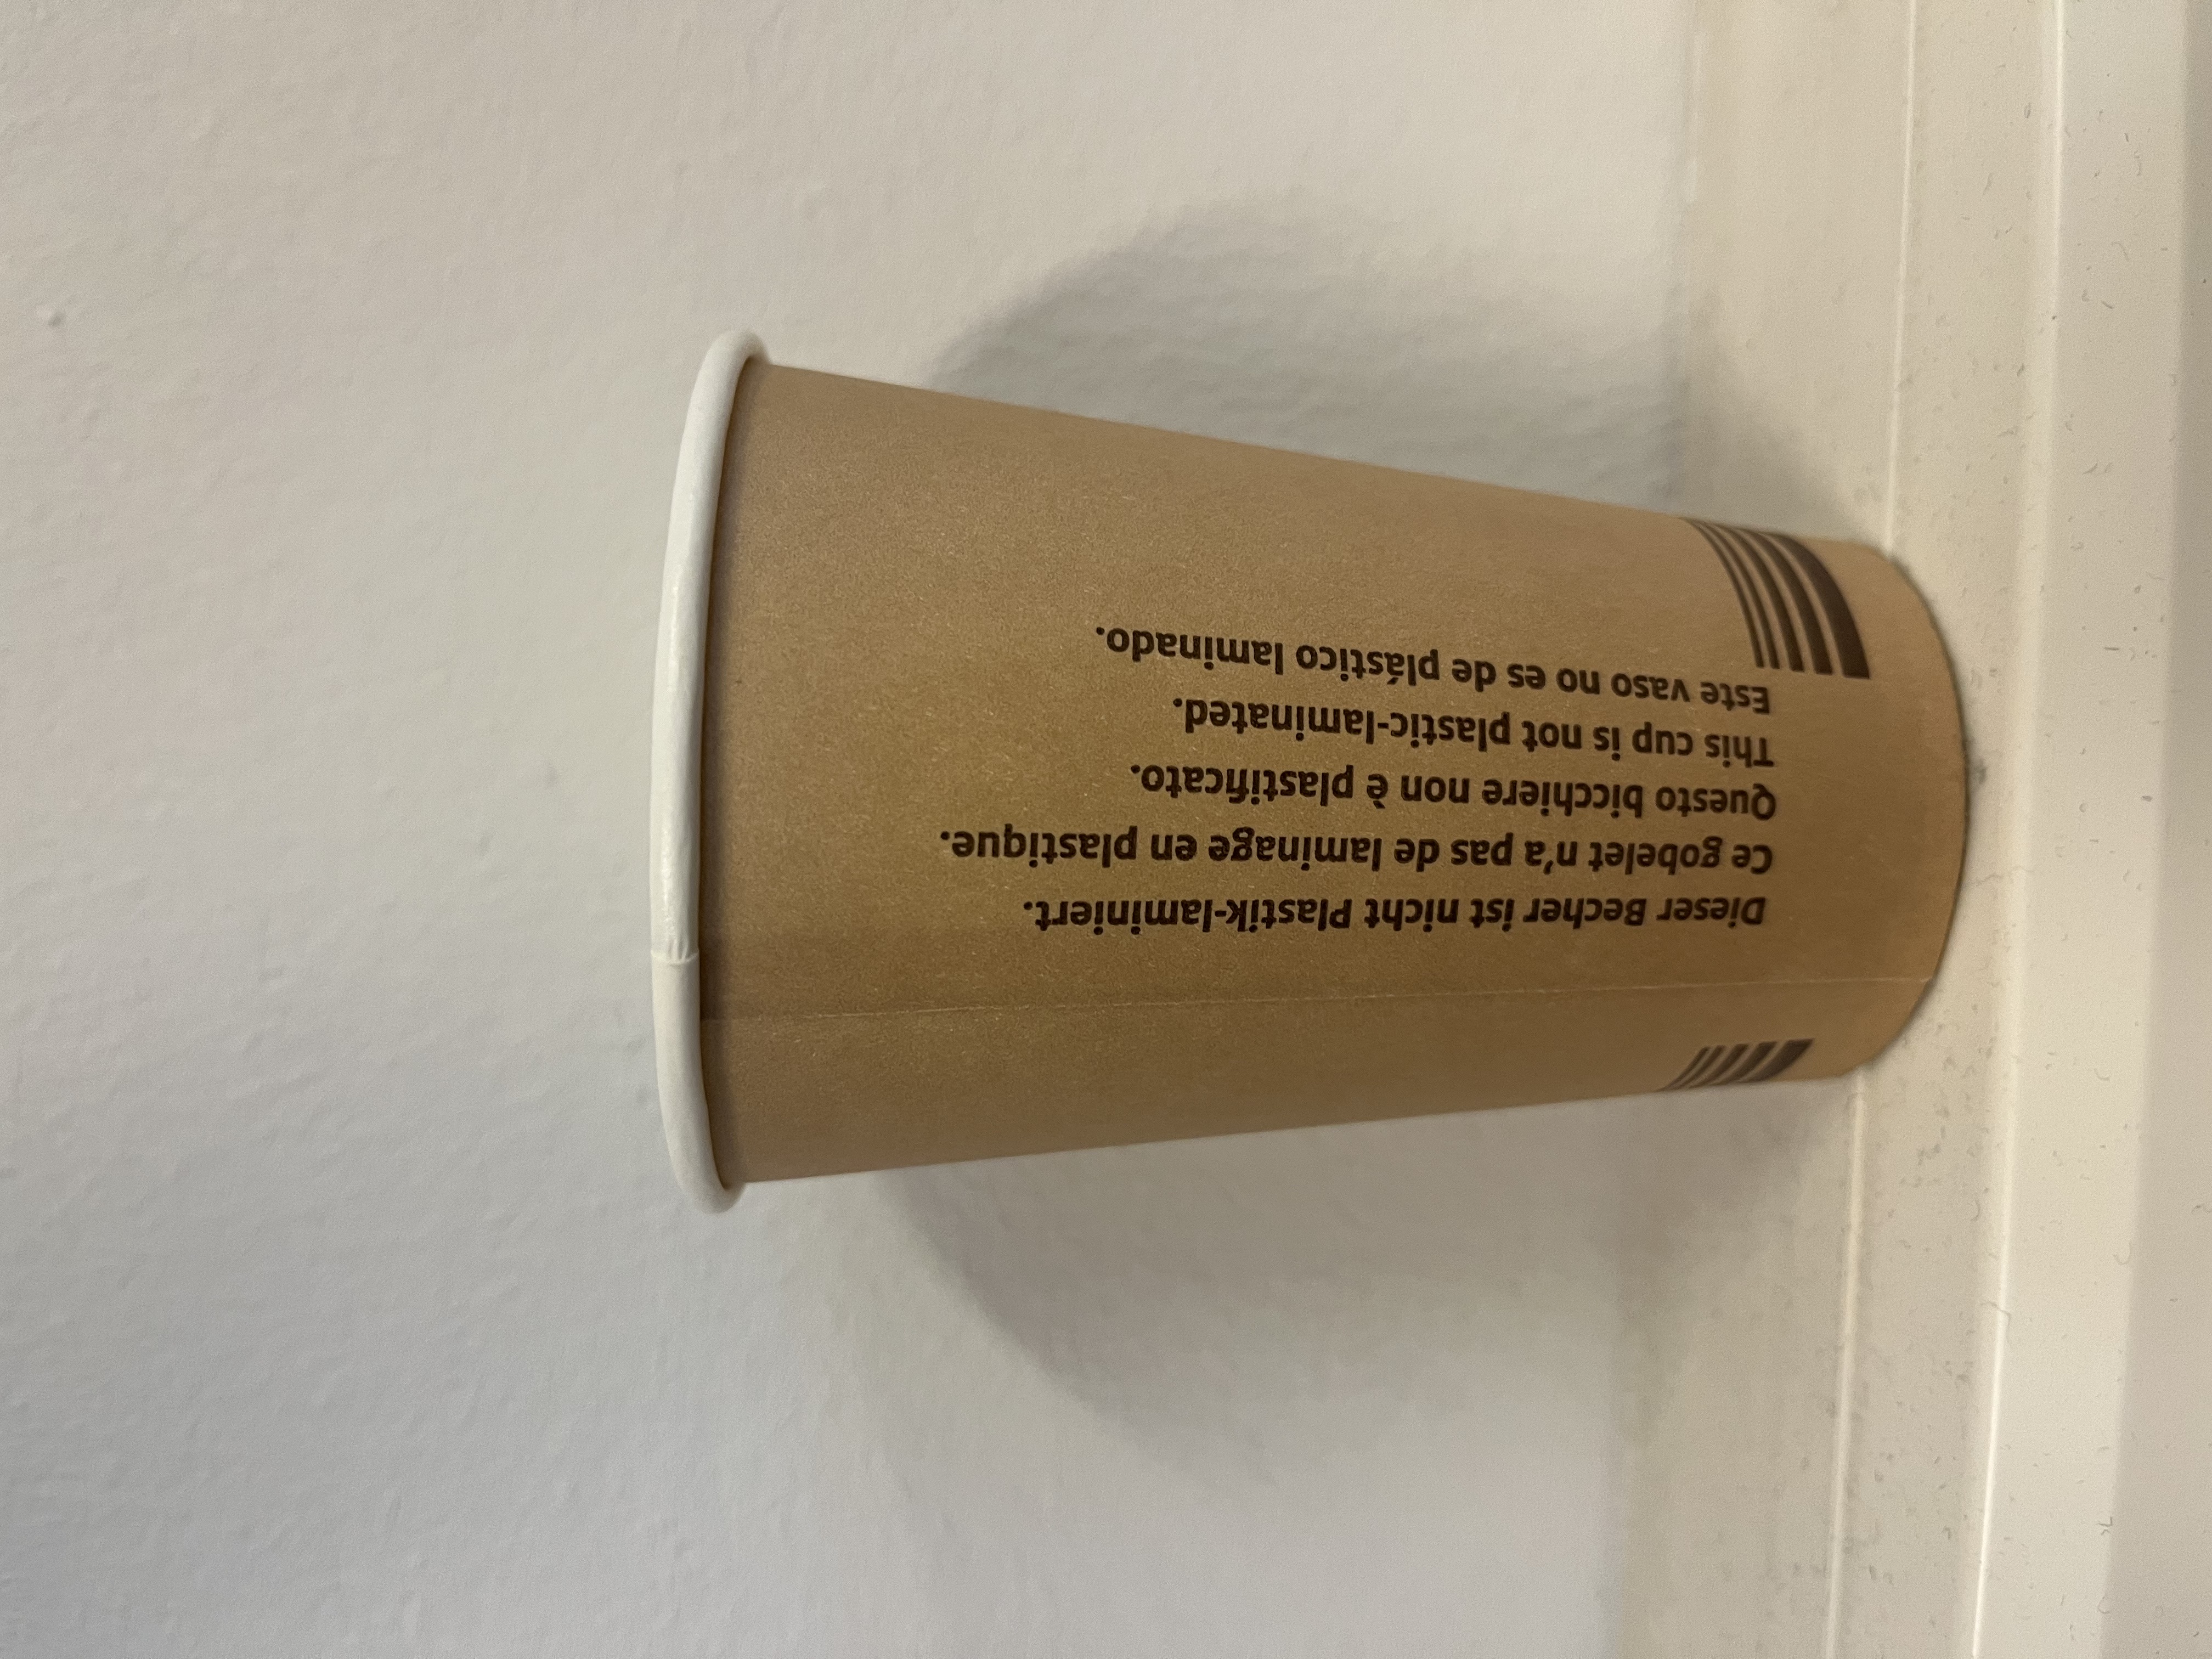 Dieser Becher ist nicht Plastik-laminiert.
Ce gobelet n'a pas de laminage en plastique.
Questo bicchiere non è plastificato.
This cup is not plastic-laminated.
Este vaso no es de plástico laminado.